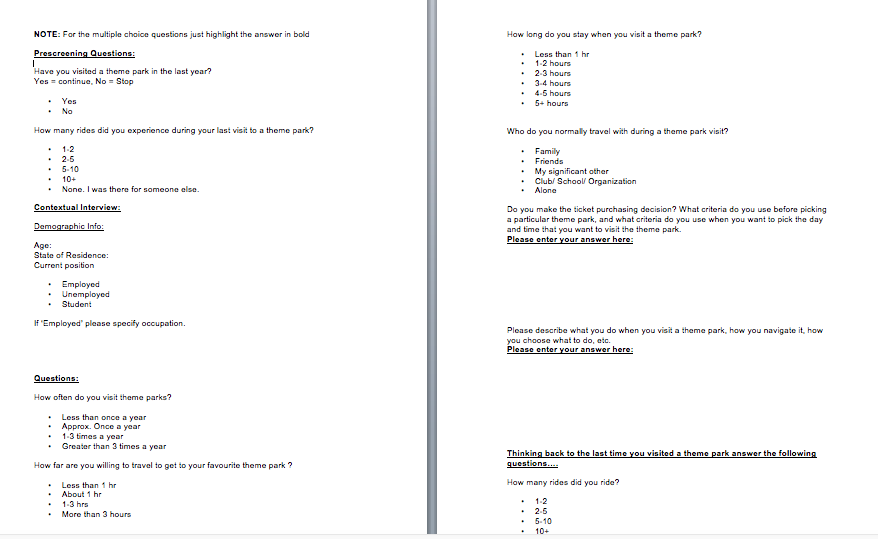 NOTE: For the multiple choice questions just highlight the answer in bold
Prescreening Questions:
Have you visited a theme park in the last year?
Yes = continue, No = Stop
• Yes
• No
How many rides did you experience during your last visit to a theme park?
• 1-2
• 2-5
• 5-10
• 10+
• None. I was there for someone else.
Contextual Interview:
Demographic Info:
Age:
State of Residence:
Current position
• Employed
• Unemployed
• Student
If 'Employed' please specify occupation.
Questions:
How often do you visit theme parks?
• Less than once a year
• Approx. Once a year
• 1-3 times a year
• Greater than 3 times a year
How far are you willing to travel to get to your favourite theme park ?
• Less than 1 hr
• About 1 hr
• 1-3 hrs
• More than 3 hours
How long do you stay when you visit a theme park?
• Less than 1 hr
• 1-2 hours
• 2-3 hours
• 3-4 hours
• 4-5 hours
• 5+ hours
Who do you normally travel with during a theme park visit?
• Family
• Friends
• My significant other
• Club/ School/ Organization
• Alone
Do you make the ticket purchasing decision? What criteria do you use before picking
a particular theme park, and what criteria do you use when you want to pick the day
and time that you want to visit the theme park.
Please enter your answer here:
Please describe what you do when you visit a theme park, how you navigate it, how
you choose what to do, etc.
Please enter your answer here:
Thinking back to the last time you visited a theme park answer the following
questions....
How many rides did you ride?
• 1-2
• 2-5
• 5-10
• 10+